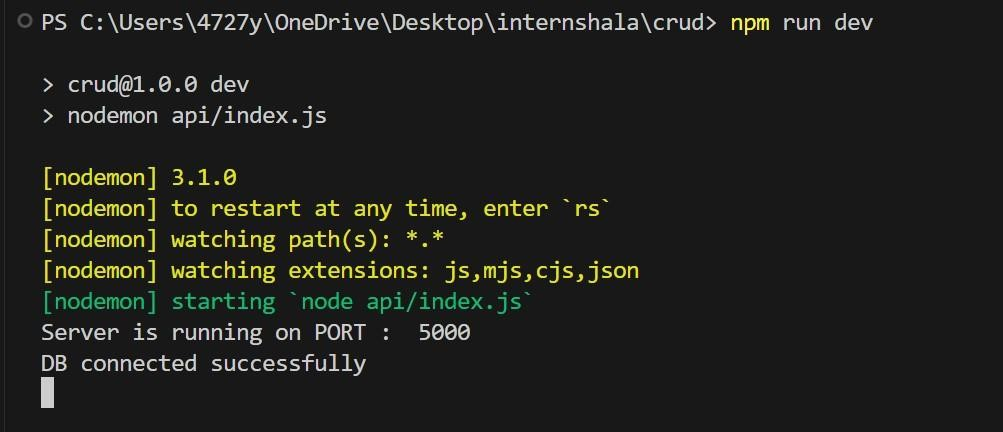 PS C:\Users\4727y\OneDrive\Desktop\internshala\crud> npm run dev
> crud@1.0.0 dev
> nodemon api/index.js
[nodemon] 3.1.0
[nodemon] to restart at any time, enter `rs`
[nodemon] watching path(s): *.*
[nodemon] watching extensions: js,mjs,cjs,json
[nodemon] starting `node api/index.js`
Server is running on PORT :  5000
DB connected successfully